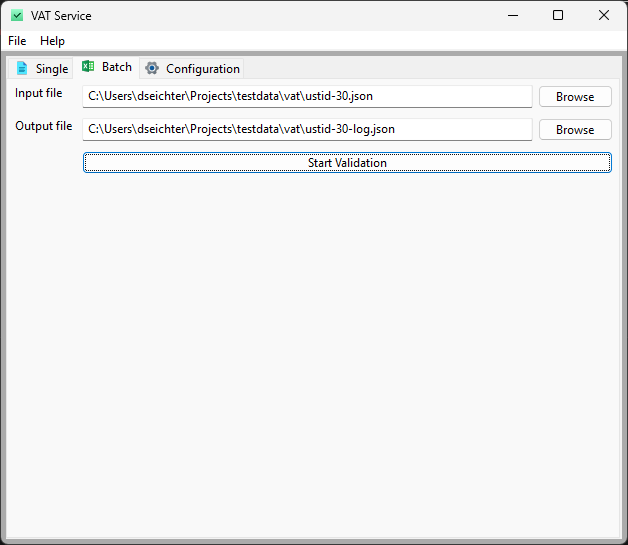 VAT Service
File Help
Single Batch Configuration
Input file C:\Users\dseichter\Projects\testdata\vat\ustid-30.json Browse
Output file C:\Users\dseichter\Projects\testdata\vat\ustid-30-log.json Browse
Start Validation